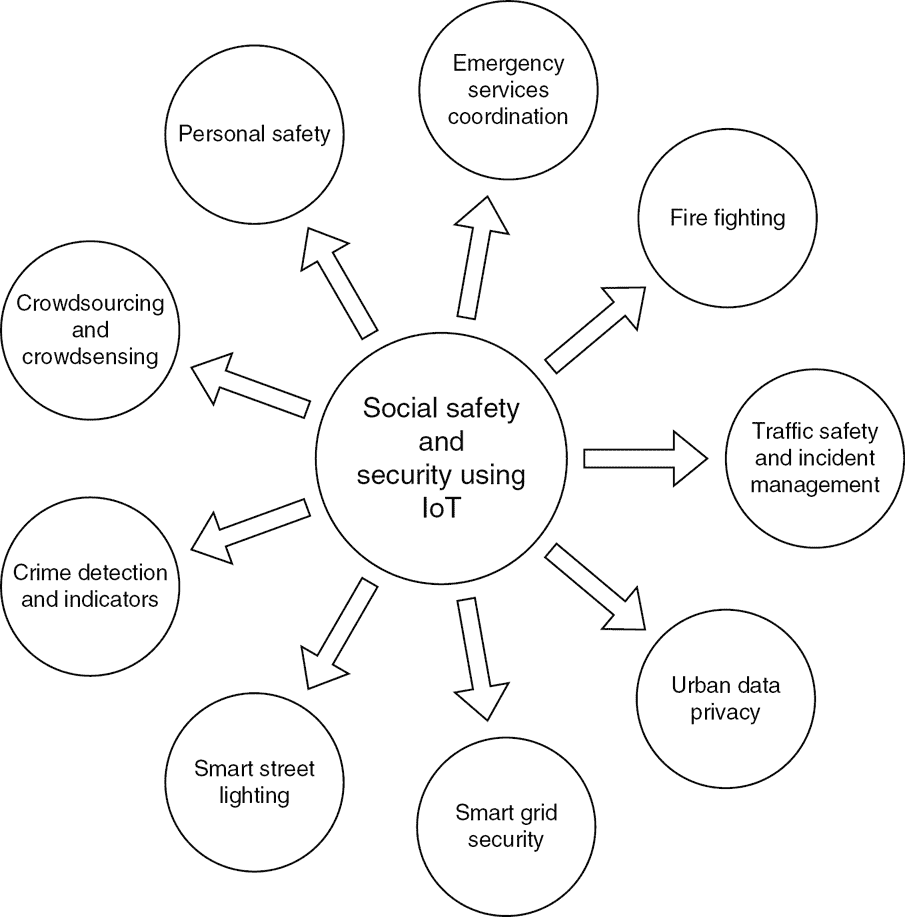 Emergency
services
coordination
Personal safety
Fire fighting
Crowdsourcing
and
crowdsensing
Social safety
and
security using
IoT
Traffic safety
and incident
management
Crime detection
and indicators
Urban data
privacy
Smart street
lighting
Smart grid
security